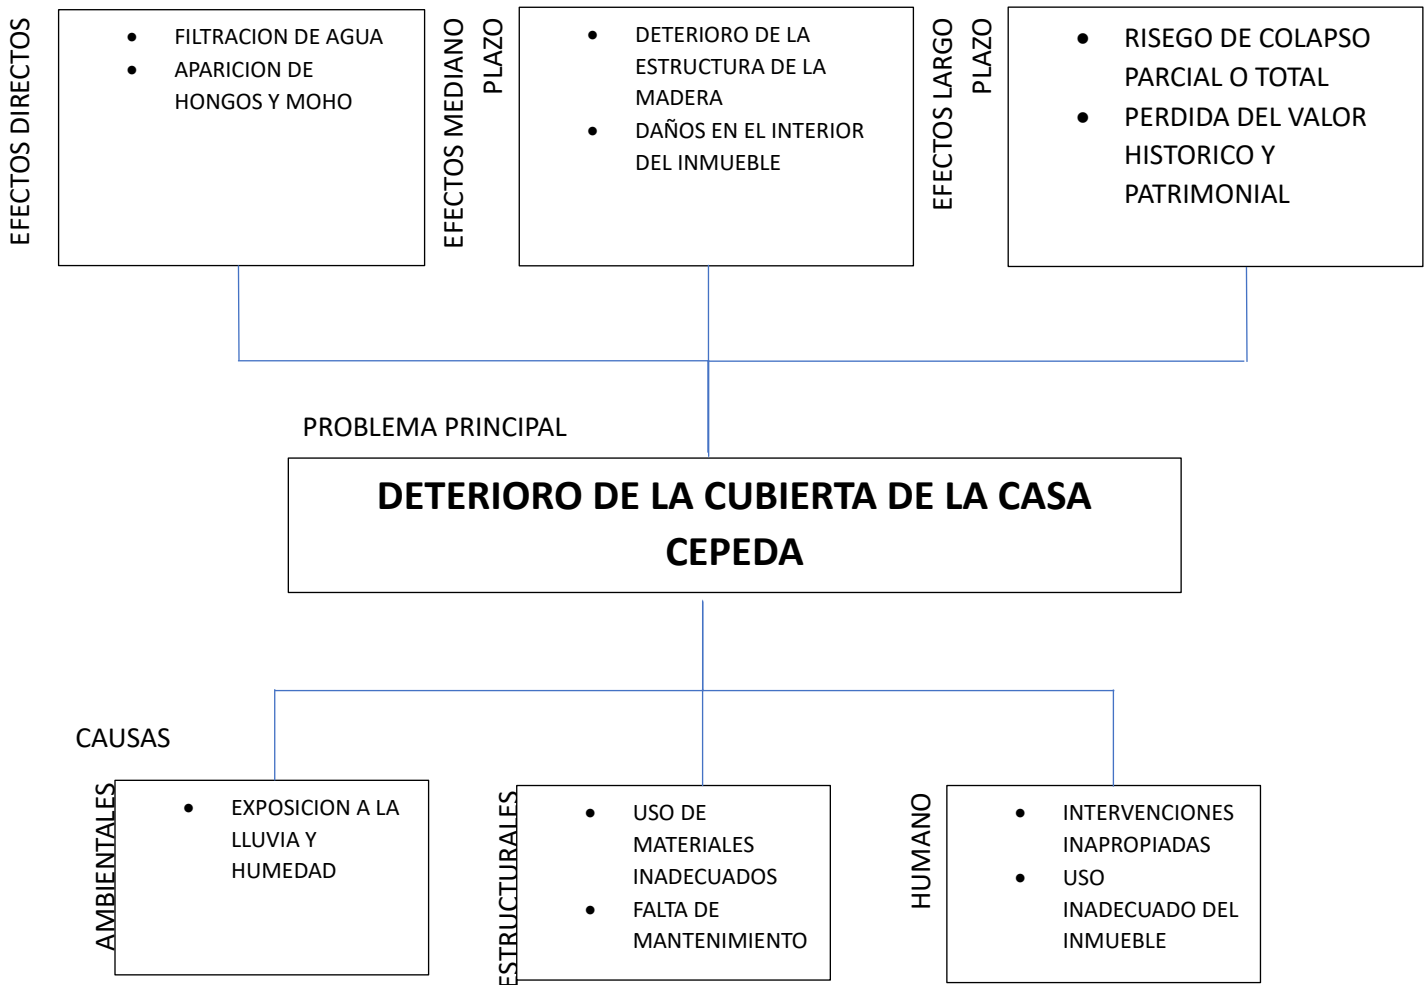 EFECTOS DIRECTOS
FILTRACION DE AGUA
APARICION DE
HONGOS Y MOHO
EFECTOS MEDIANO
PLAZO
DETERIORO DE LA
ESTRUCTURA DE LA
MADERA
DAÑOS EN EL INTERIOR
DEL INMUEBLE
EFECTOS LARGO
PLAZO
RISEGO DE COLAPSO
PARCIAL O TOTAL
PERDIDA DEL VALOR
HISTORICO Y
PATRIMONIAL
PROBLEMA PRINCIPAL
DETERIORO DE LA CUBIERTA DE LA CASA
CEPEDA
CAUSAS
AMBIENTALES
EXPOSICION A LA
LLUVIA Y
HUMEDAD
ESTRUCTURALES
USO DE
MATERIALES
INADECUADOS
FALTA DE
MANTENIMIENTO
HUMANO
INTERVENCIONES
INAPROPIADAS
USO
INADECUADO DEL
INMUEBLE